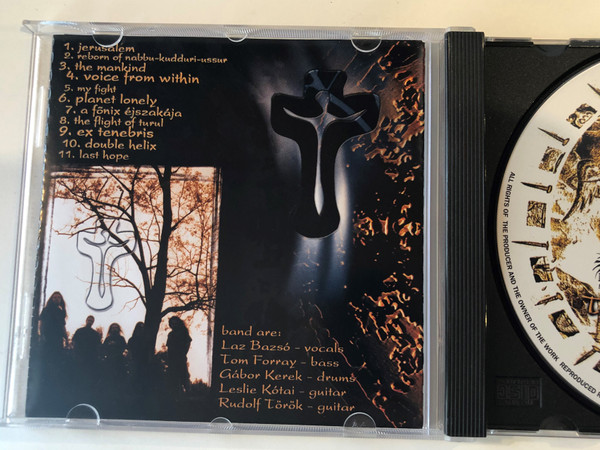 1. jerusalem
2. reborn of nabbu-kudduri-ussur
3. the mankind
4. voice from within
5. my fight
6. planet lonely
7. a főnix éjszakája
8. the flight of turul
9. ex tenebris
10. double helix
11. last hope
band are:
Laz Bazsó - vocals
Tom Forray - bass
Gábor Kerek - drums
Leslie Kótai - guitar
Rudolf Török - guitar
ALL RIGHTS OF THE PRODUCER AND THE OWNER OF THE WORK REPRODUCED R